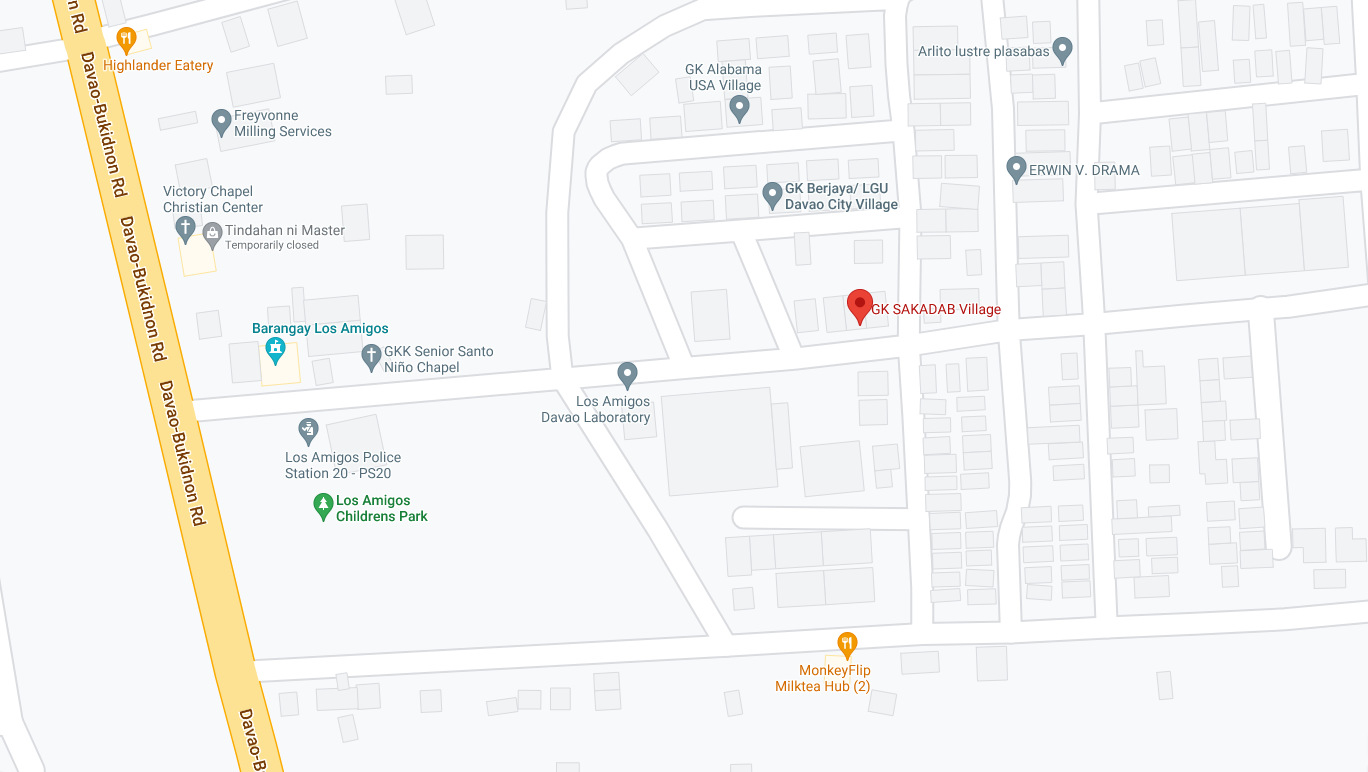 n Rd
Highlander Eatery
Davao-Bukidnon Rd
Freyvonne
Milling Services
GK Alabama
USA Village
Arlito lustre plasabas
ERWIN V. DRAMA
Victory Chapel
Christian Center
Tindahan ni Master
Temporarily closed
GK Berjaya/ LGU
Davao City Village
Davao-Bukidnon Rd
GK SAKADAB Village
Barangay Los Amigos
GKK Senior Santo
Niño Chapel
Los Amigos
Davao Laboratory
Davao-Bukidnon Rd
Los Amigos Police
Station 20 - PS20
Los Amigos
Childrens Park
MonkeyFlip
Milktea Hub (2)
Davao-B